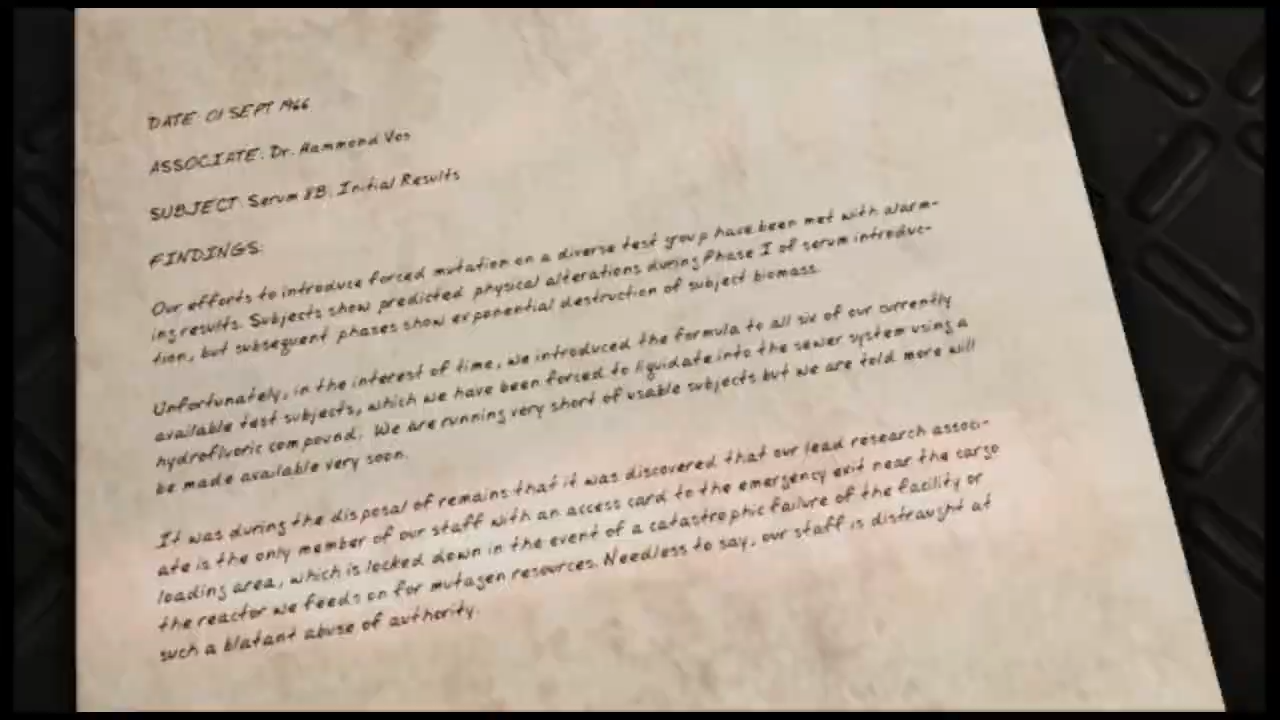 DATE: 01 SEPT 1966
ASSOCIATE: Dr. Hammond Vos
SUBJECT: Serum 8B: Initial Results
FINDINGS:
Our efforts to introduce forced mutation on a diverse test group have been met with alarm-
ing results. Subjects show predicted physical alterations during Phase I of serum introduc-
tion, but subsequent phases show exponential destruction of subject biomass.
Unfortunately, in the interest of time, we introduced the formula to all six of our currently
available test subjects, which we have been forced to liquidate into the sewer system using a
hydrofluoric compound. We are running very short of usable subjects but we are told more will
be made available very soon.
It was during the disposal of remains that it was discovered that our lead research associ-
ate is the only member of our staff with an access card to the emergency exit near the cargo
loading area, which is locked down in the event of a catastrophic failure of the facility or
the reactor we feeds on for mutagen resources. Needless to say, our staff is distraught at
such a blatant abuse of authority.